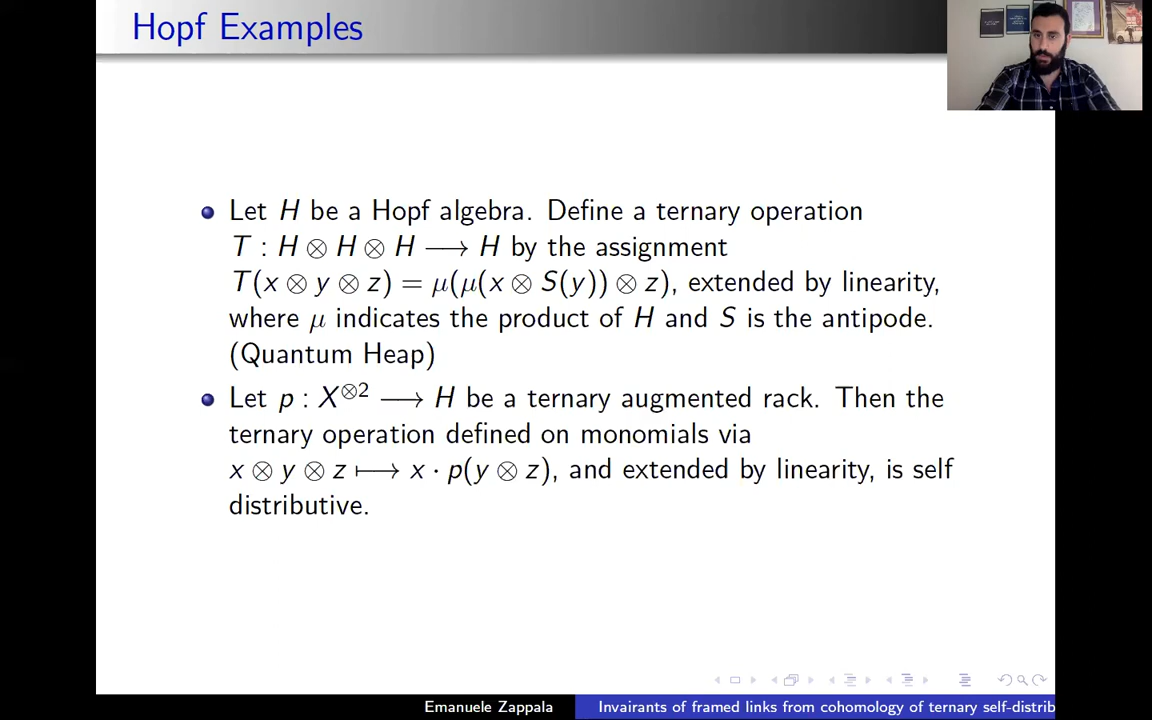 Hopf Examples
Let H be a Hopf algebra. Define a ternary operation
T : H ⊗ H ⊗ H ⟶ H by the assignment
T(x ⊗ y ⊗ z) = μ(μ(x ⊗ S(y)) ⊗ z), extended by linearity,
where μ indicates the product of H and S is the antipode.
(Quantum Heap)
Let p : X^{⊗2} ⟶ H be a ternary augmented rack. Then the
ternary operation defined on monomials via
x ⊗ y ⊗ z ⟼ x · p(y ⊗ z), and extended by linearity, is self
distributive.
Emanuele Zappala
Invairants of framed links from cohomology of ternary self-distrib